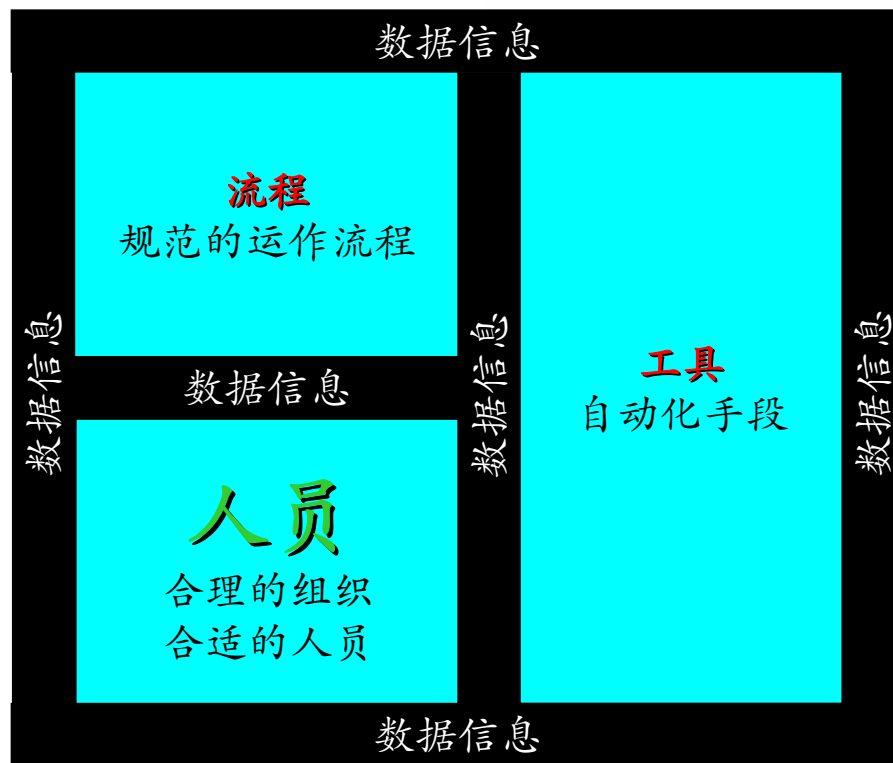 数据信息
流程
规范的运作流程
数据信息
数据信息
人员
合理的组织
合适的人员
数据信息
工具
自动化手段
数据信息
数据信息